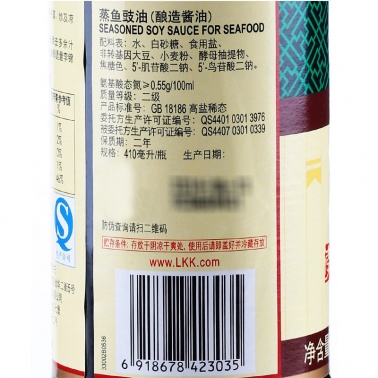 蒸鱼豉油(酿造酱油)
SEASONED SOY SAUCE FOR SEAFOOD
配料表：水、白砂糖、食用盐、
非转基因大豆、小麦粉、酵母抽提物、
焦糖色、5'-肌苷酸二钠、5'-鸟苷酸二钠。
氨基酸态氮≥0.55g/100ml
质量等级：二级
产品标准号：GB 18186 高盐稀态
委托方生产许可证编号：QS4401 0301 3976
被委托方生产许可证编号：QS4407 0301 0339
保质期：二年
规格：410毫升/瓶 生产日期：
防伪查询请扫二维码
贮存条件：存放于阴凉干爽处，使用后请即盖好并冷藏存放
www.LKK.com
6 918678 423035
3300280536
净含量